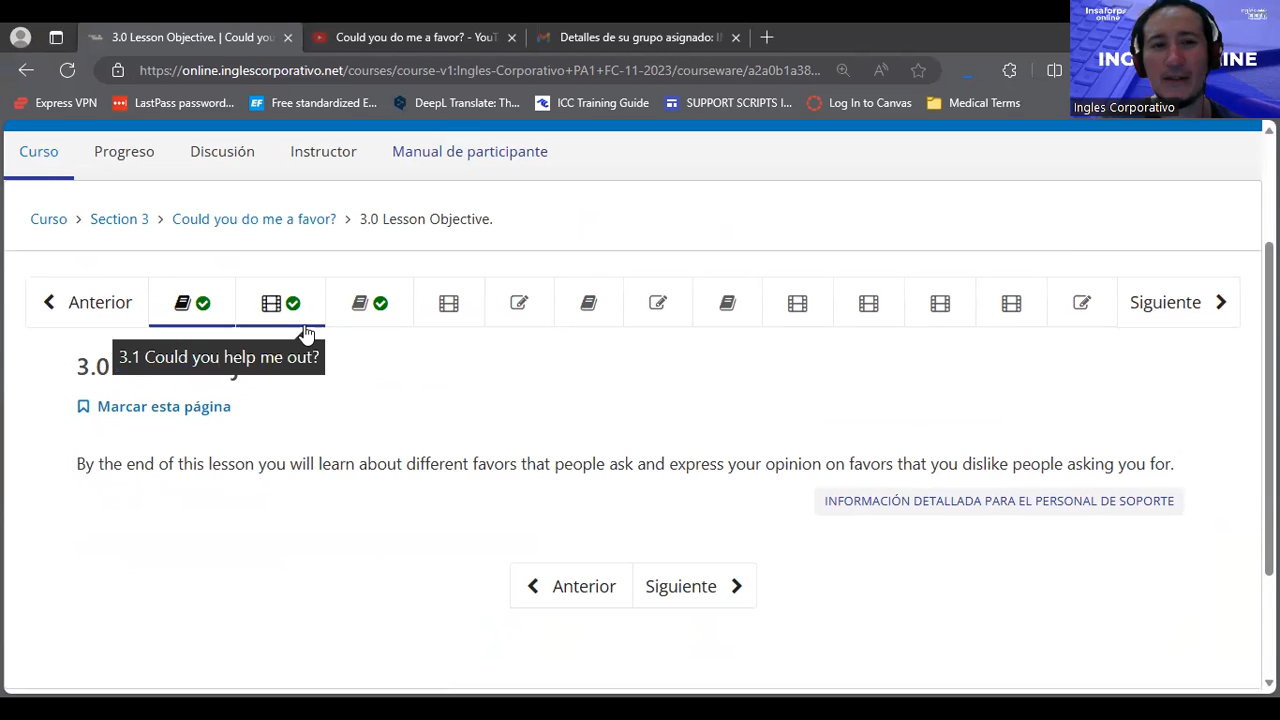 3.0 Lesson Objective. | Could you
Could you do me a favor? - YouT
Detalles de su grupo asignado: I
https://online.inglescorporativo.net/courses/course-v1:Ingles-Corporativo+PA1+FC-11-2023/courseware/a2a0b1a38...
Express VPN
LastPass password...
Free standardized E...
DeepL Translate: Th...
ICC Training Guide
SUPPORT SCRIPTS I...
Log In to Canvas
Medical Terms
Insaforp
online
ING
INE
Ingles Corporativo
Curso
Progreso
Discusión
Instructor
Manual de participante
Curso > Section 3 > Could you do me a favor? > 3.0 Lesson Objective.
Anterior
Siguiente
3.1 Could you help me out?
3.0
Marcar esta página
By the end of this lesson you will learn about different favors that people ask and express your opinion on favors that you dislike people asking you for.
INFORMACIÓN DETALLADA PARA EL PERSONAL DE SOPORTE
Anterior
Siguiente